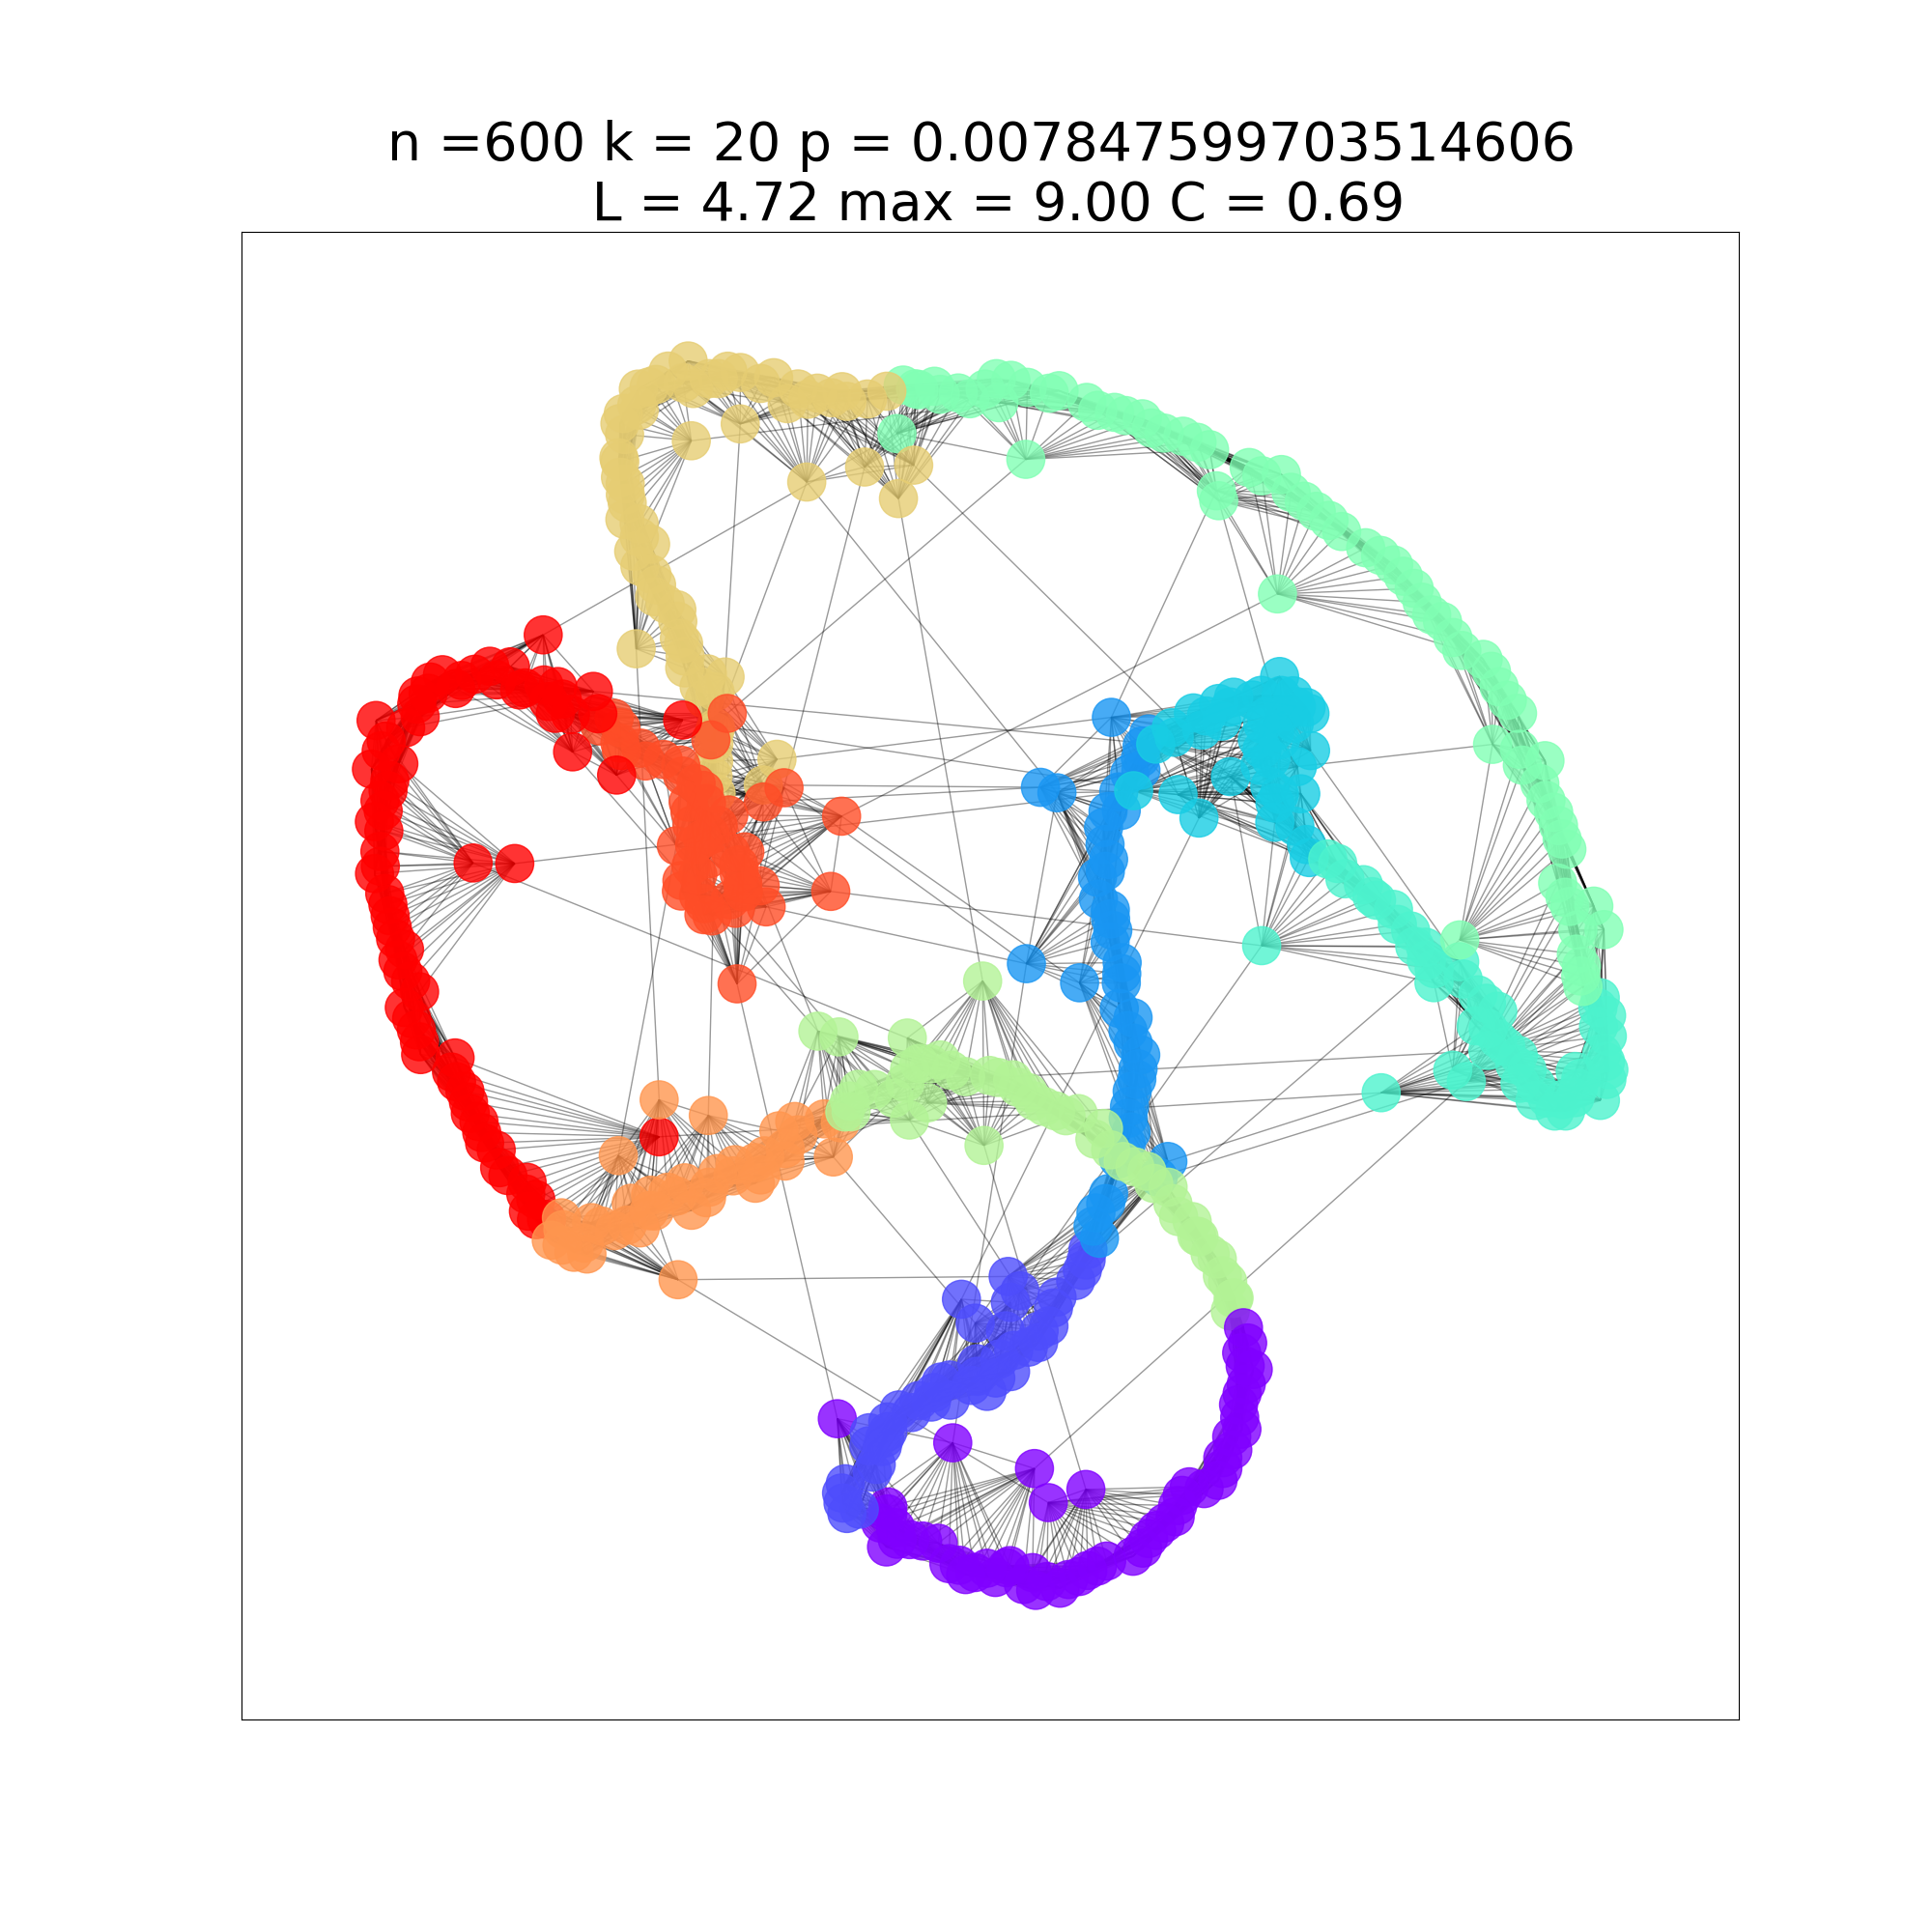 n =600 k = 20 p = 0.007847599703514606
L = 4.72 max = 9.00 C = 0.69